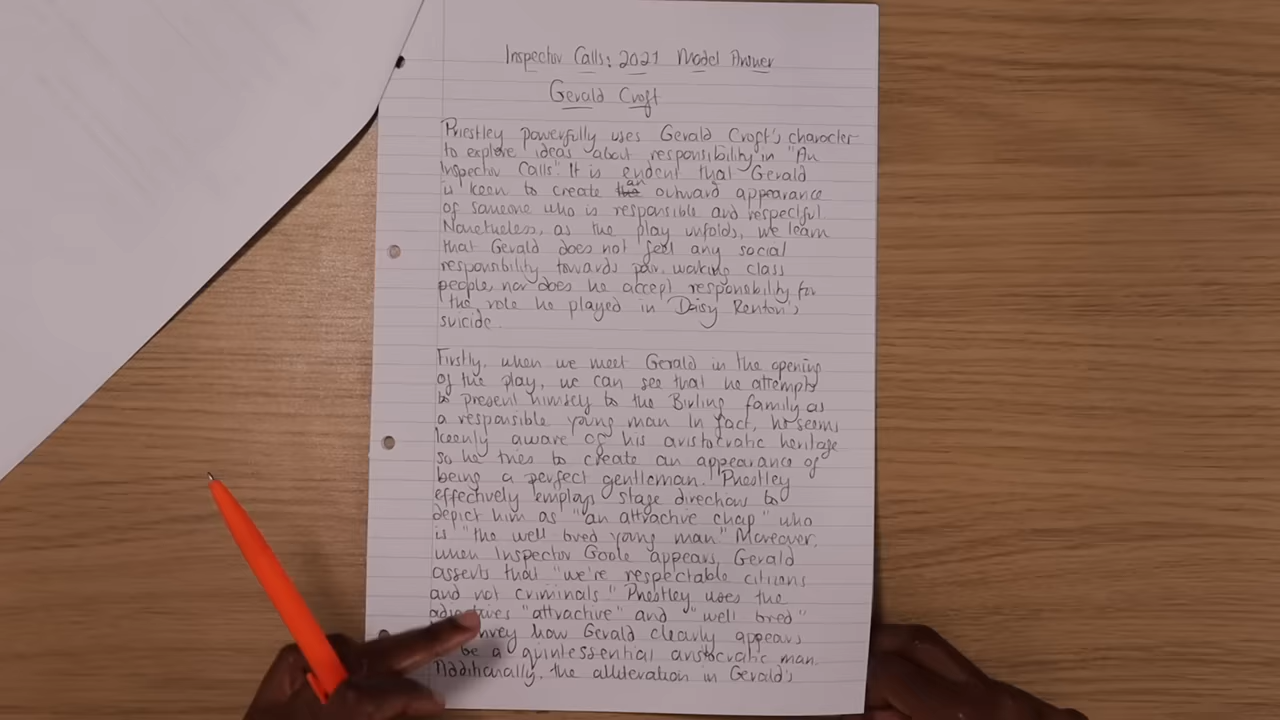 Inspector Calls: 2021 Model Answer
Gerald Croft
Priestley powerfully uses Gerald Croft's character
to explore ideas about responsibility in "An
Inspector Calls". It is evident that Gerald
is keen to create the an outward appearance
of someone who is responsible and respectful.
Nonetheless, as the play unfolds, we learn
that Gerald does not feel any social
responsibility towards poor, working class
people, nor does he accept responsibility for
the role he played in Daisy Renton's
suicide.
Firstly, when we meet Gerald in the opening
of the play, we can see that he attempts
to present himself to the Birling family as
a responsible young man. In fact, he seems
keenly aware of his aristocratic heritage
so he tries to create an appearance of
being a perfect gentleman. Priestley
effectively employs stage directions to
depict him as "an attractive chap" who
is "the well bred young man" Moreover,
when Inspector Goole appears, Gerald
asserts that "we're respectable citizens
and not criminals" Priestley uses the
adjectives "attractive" and "well bred"
how Gerald clearly appears
be a quintessential aristocratic man.
Additionally, the alliteration in Gerald's